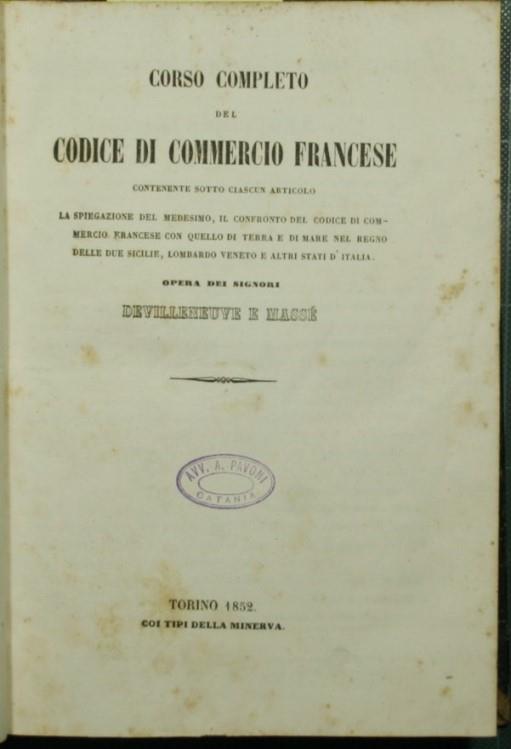 CORSO COMPLETO
DEL
CODICE DI COMMERCIO FRANCESE
CONTENENTE SOTTO CIASCUN ARTICOLO
LA SPIEGAZIONE DEL MEDESIMO, IL CONFRONTO DEL CODICE DI COM-
MERCIO FRANCESE CON QUELLO DI TERRA E DI MARE NEL REGNO
DELLE DUE SICILIE, LOMBARDO VENETO E ALTRI STATI D'ITALIA.
OPERA DEI SIGNORI
DEVILLENEUVE E MASSÉ
AVV. A. PAVONI
CATANIA
TORINO 1852.
COI TIPI DELLA MINERVA.